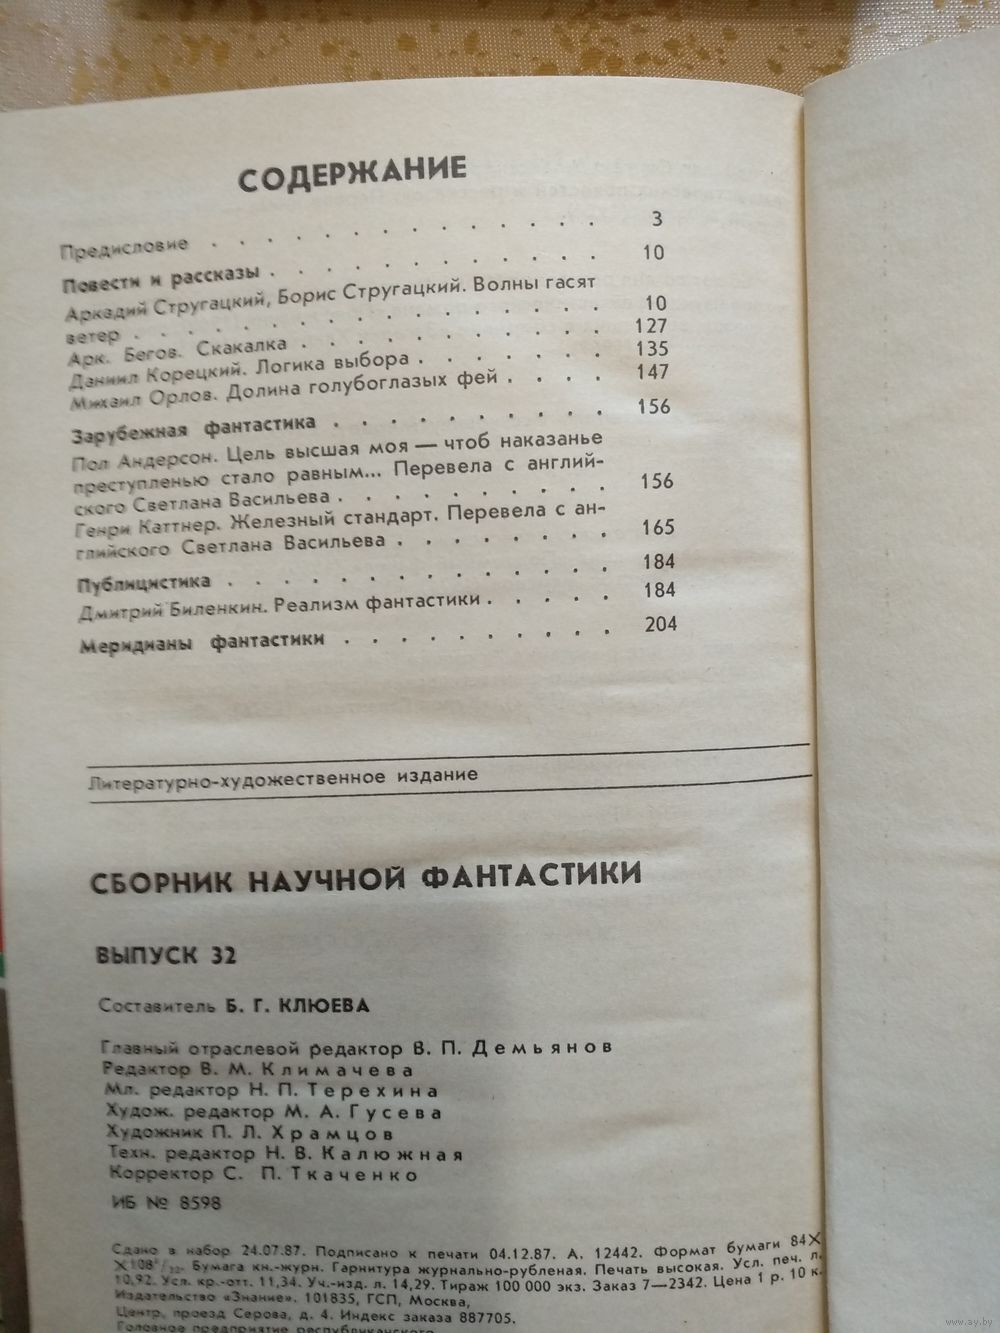 СОДЕРЖАНИЕ
Предисловие . . . . . . . . . . . . . . 3
Повести и рассказы . . . . . . . . . . . . 10
Аркадий Стругацкий, Борис Стругацкий. Волны гасят
ветер . . . . . . . . . . . . . . . . . 10
Арк. Бегов. Скакалка . . . . . . . . . . . 127
Даниил Корецкий. Логика выбора . . . . . . . 135
Михаил Орлов. Долина голубоглазых фей . . . . 147
Зарубежная фантастика . . . . . . . . . . 156
Пол Андерсон. Цель высшая моя — чтоб наказанье
преступленью стало равным... Перевела с англий-
ского Светлана Васильева . . . . . . . . . . 156
Генри Каттнер. Железный стандарт. Перевела с ан-
глийского Светлана Васильева . . . . . . . . 165
Публицистика . . . . . . . . . . . . . . 184
Дмитрий Биленкин. Реализм фантастики . . . . . 184
Меридианы фантастики . . . . . . . . . . 204
Литературно-художественное издание
СБОРНИК НАУЧНОЙ ФАНТАСТИКИ
ВЫПУСК 32
Составитель Б. Г. КЛЮЕВА
Главный отраслевой редактор В. П. Демьянов
Редактор В. М. Климачева
Мл. редактор Н. П. Терехина
Худож. редактор М. А. Гусева
Художник П. Л. Храмцов
Техн. редактор Н. В. Калюжная
Корректор С. П. Ткаченко
ИБ № 8598
Сдано в набор 24.07.87. Подписано к печати 04.12.87. А. 12442. Формат бумаги 84×
×108¹/₃₂. Бумага кн.-журн. Гарнитура журнально-рубленая. Печать высокая. Усл. печ. л.
10,92. Усл. кр.-отт. 11,34. Уч.-изд. л. 14,29. Тираж 100 000 экз. Заказ 7—2342. Цена 1 р. 10 к.
Издательство «Знание». 101835, ГСП, Москва,
Центр, проезд Серова, д. 4. Индекс заказа 887705.
Головное предприятие республиканского
www.ay.by